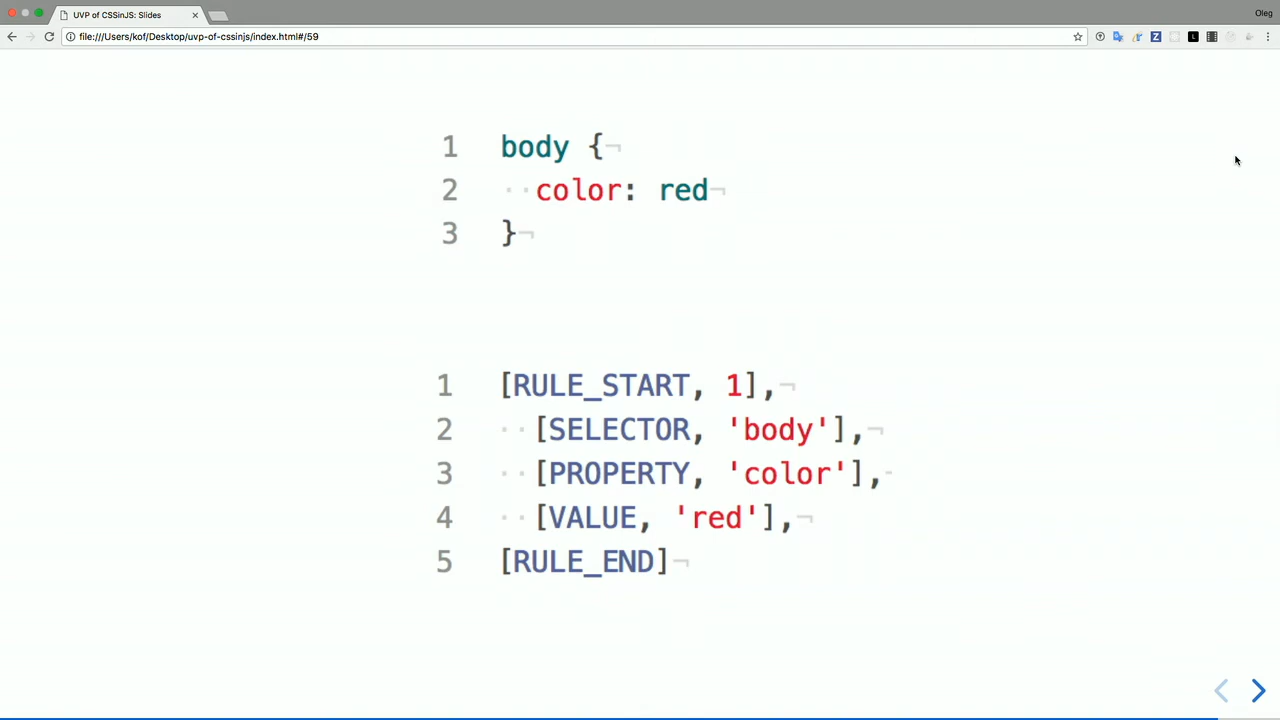 UVP of CSSinJS: Slides
Oleg
file:///Users/kof/Desktop/uvp-of-cssinjs/index.html#/59
1 body {¬
2 ··color: red¬
3 }¬
1 [RULE_START, 1],¬
2 ··[SELECTOR, 'body'],¬
3 ··[PROPERTY, 'color'],¬
4 ··[VALUE, 'red'],¬
5 [RULE_END]¬